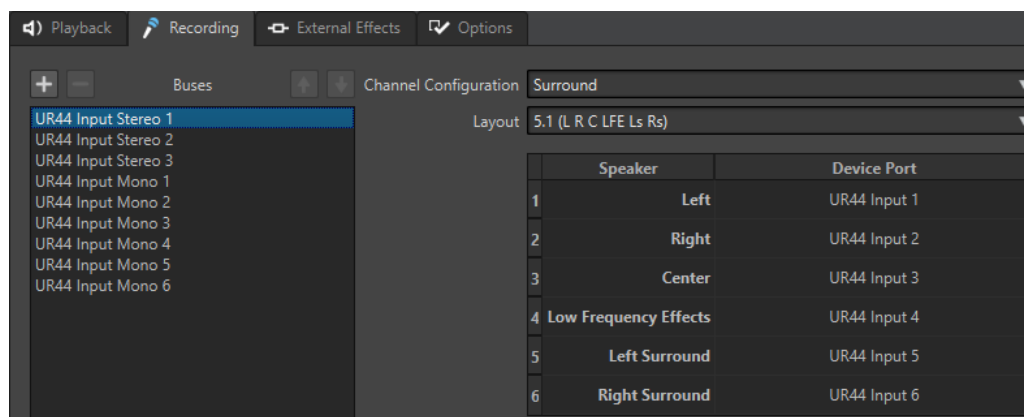 Playback Recording External Effects Options
Buses
UR44 Input Stereo 1
UR44 Input Stereo 2
UR44 Input Stereo 3
UR44 Input Mono 1
UR44 Input Mono 2
UR44 Input Mono 3
UR44 Input Mono 4
UR44 Input Mono 5
UR44 Input Mono 6
Channel Configuration Surround
Layout 5.1 (L R C LFE Ls Rs)
Speaker Device Port
1 Left UR44 Input 1
2 Right UR44 Input 2
3 Center UR44 Input 3
4 Low Frequency Effects UR44 Input 4
5 Left Surround UR44 Input 5
6 Right Surround UR44 Input 6